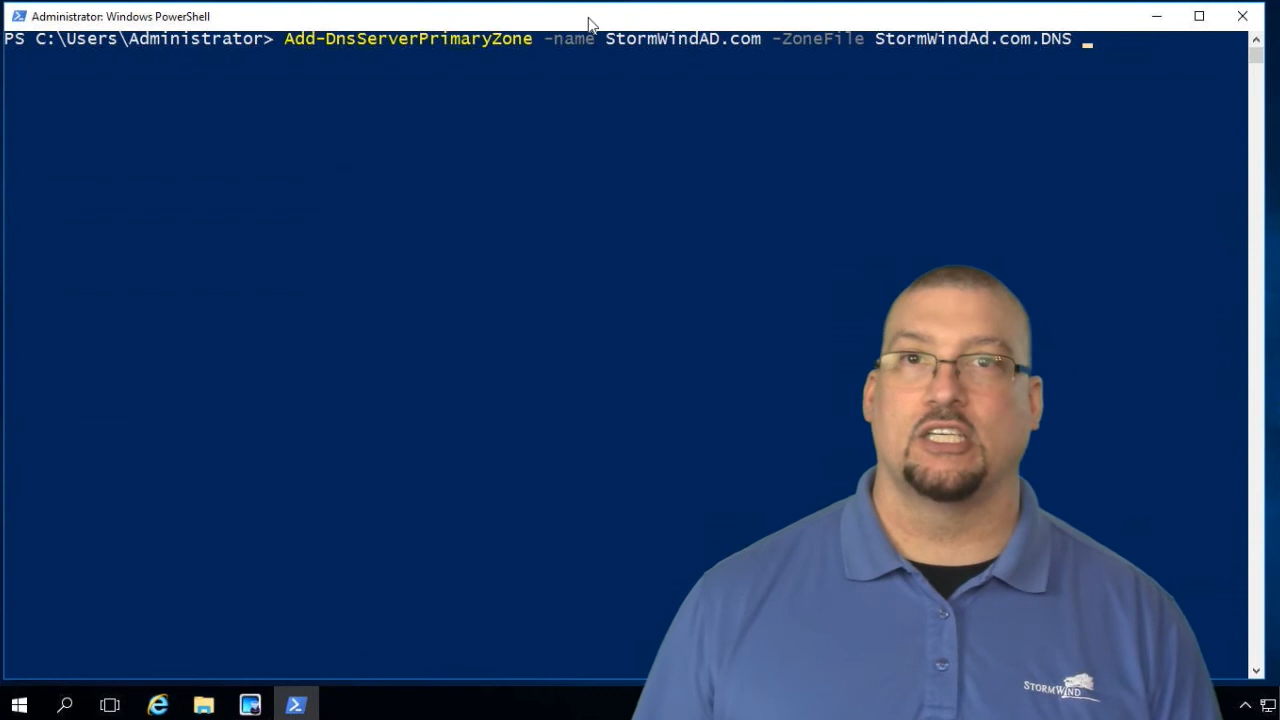 Administrator: Windows PowerShell
PS C:\Users\Administrator> Add-DnsServerPrimaryZone -name StormWindAD.com -ZoneFile StormWindAd.com.DNS
STORMWIND